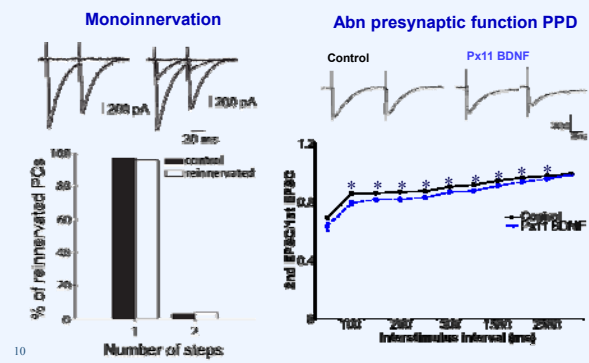 Monoinnervation
Abn presynaptic function PPD
Control
Px11 BDNF
200 pA
200 pA
20 ms
control
reinnervated
% of reinnervated PCs
100
80
60
40
20
0
1
2
Number of steps
2nd EPSC/1st EPSC
1.2
0.8
0.4
0
Control
Px11 BDNF
Interstimulus interval (ms)
10